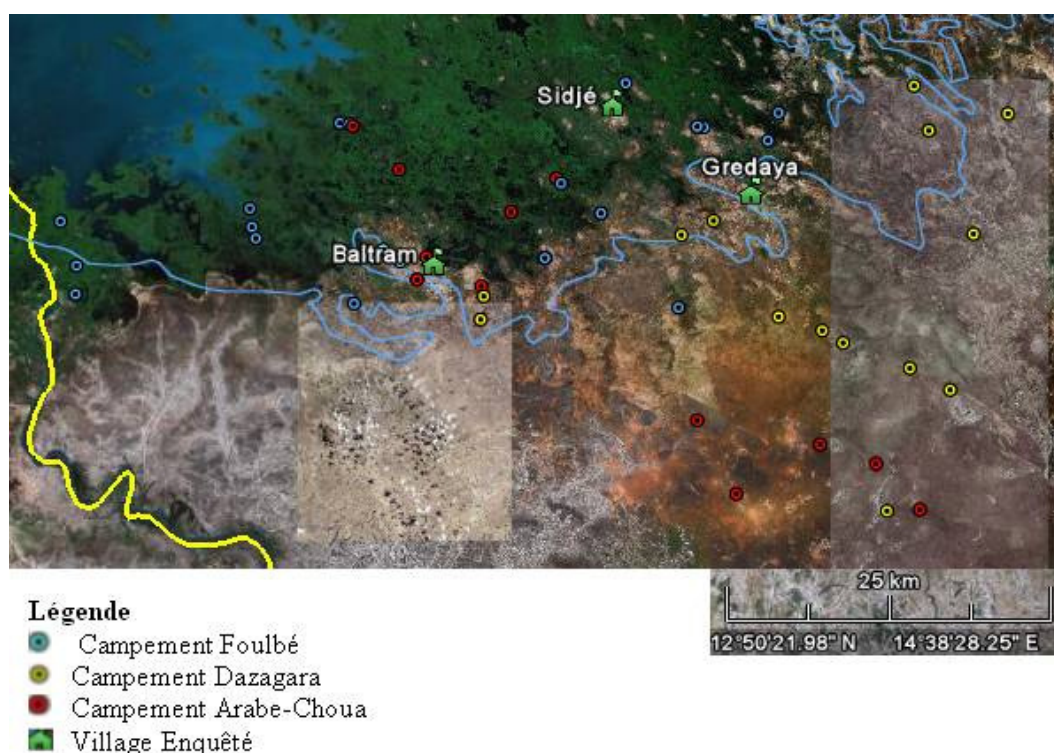 Sidjé
Gredaya
Baltram
25 km
12°50'21.98" N 14°38'28.25" E
Légende
Campement Foulbé
Campement Dazagara
Campement Arabe-Choua
Village Enquêté